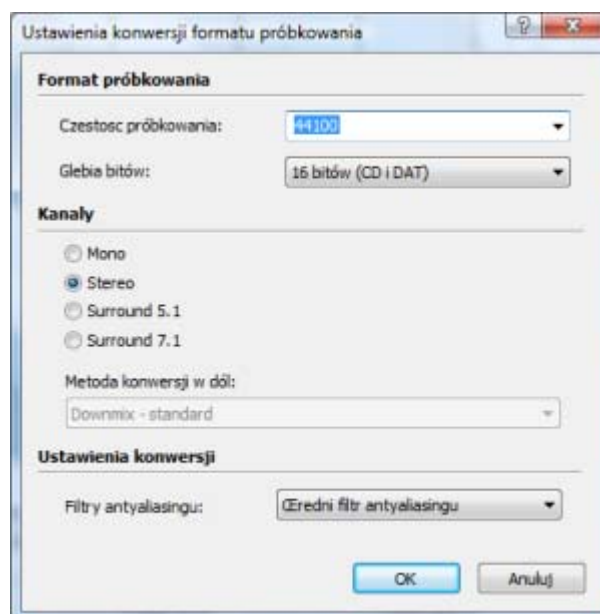 Ustawienia konwersji formatu próbkowania
Format próbkowania
Czestosc próbkowania: 44100
Glebia bitów: 16 bitów (CD i DAT)
Kanaly
Mono
Stereo
Surround 5.1
Surround 7.1
Metoda konwersji w dól:
Downmix - standard
Ustawienia konwersji
Filtry antyaliasingu: Œredni filtr antyaliasingu
OK Anuluj